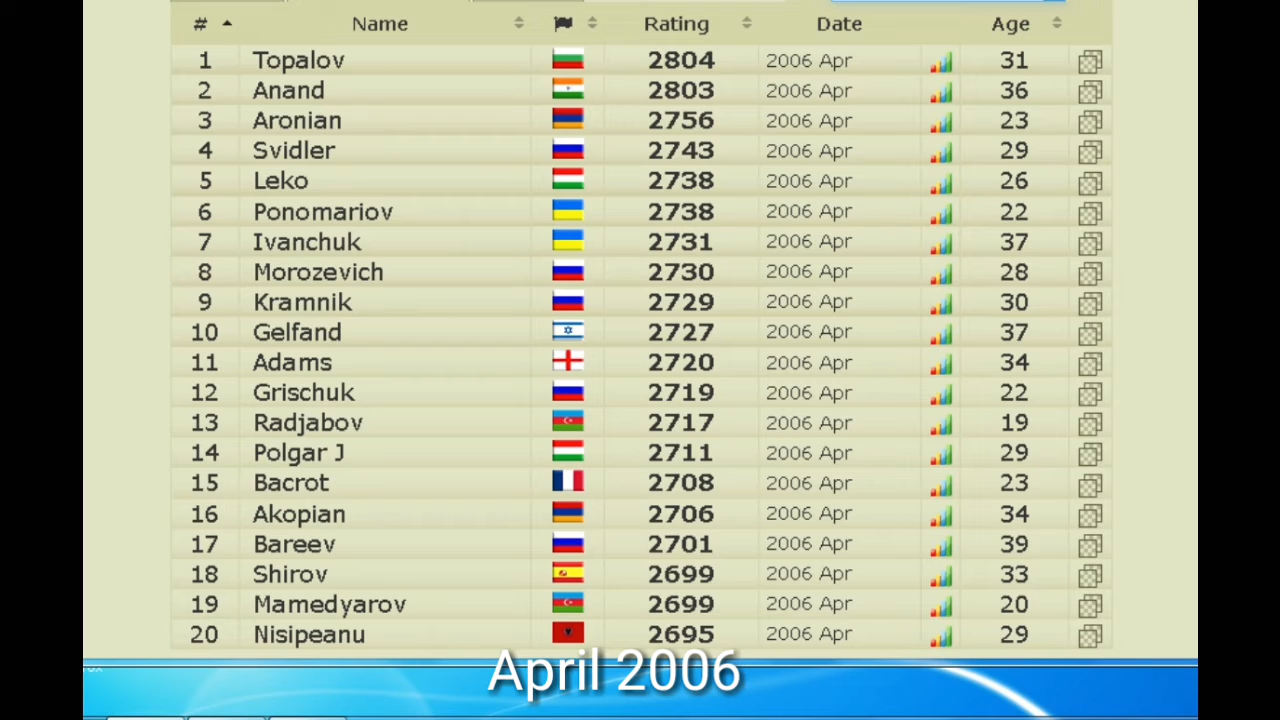 # Name Rating Date Age
1 Topalov 2804 2006 Apr 31
2 Anand 2803 2006 Apr 36
3 Aronian 2756 2006 Apr 23
4 Svidler 2743 2006 Apr 29
5 Leko 2738 2006 Apr 26
6 Ponomariov 2738 2006 Apr 22
7 Ivanchuk 2731 2006 Apr 37
8 Morozevich 2730 2006 Apr 28
9 Kramnik 2729 2006 Apr 30
10 Gelfand 2727 2006 Apr 37
11 Adams 2720 2006 Apr 34
12 Grischuk 2719 2006 Apr 22
13 Radjabov 2717 2006 Apr 19
14 Polgar J 2711 2006 Apr 29
15 Bacrot 2708 2006 Apr 23
16 Akopian 2706 2006 Apr 34
17 Bareev 2701 2006 Apr 39
18 Shirov 2699 2006 Apr 33
19 Mamedyarov 2699 2006 Apr 20
20 Nisipeanu 2695 2006 Apr 29
April 2006